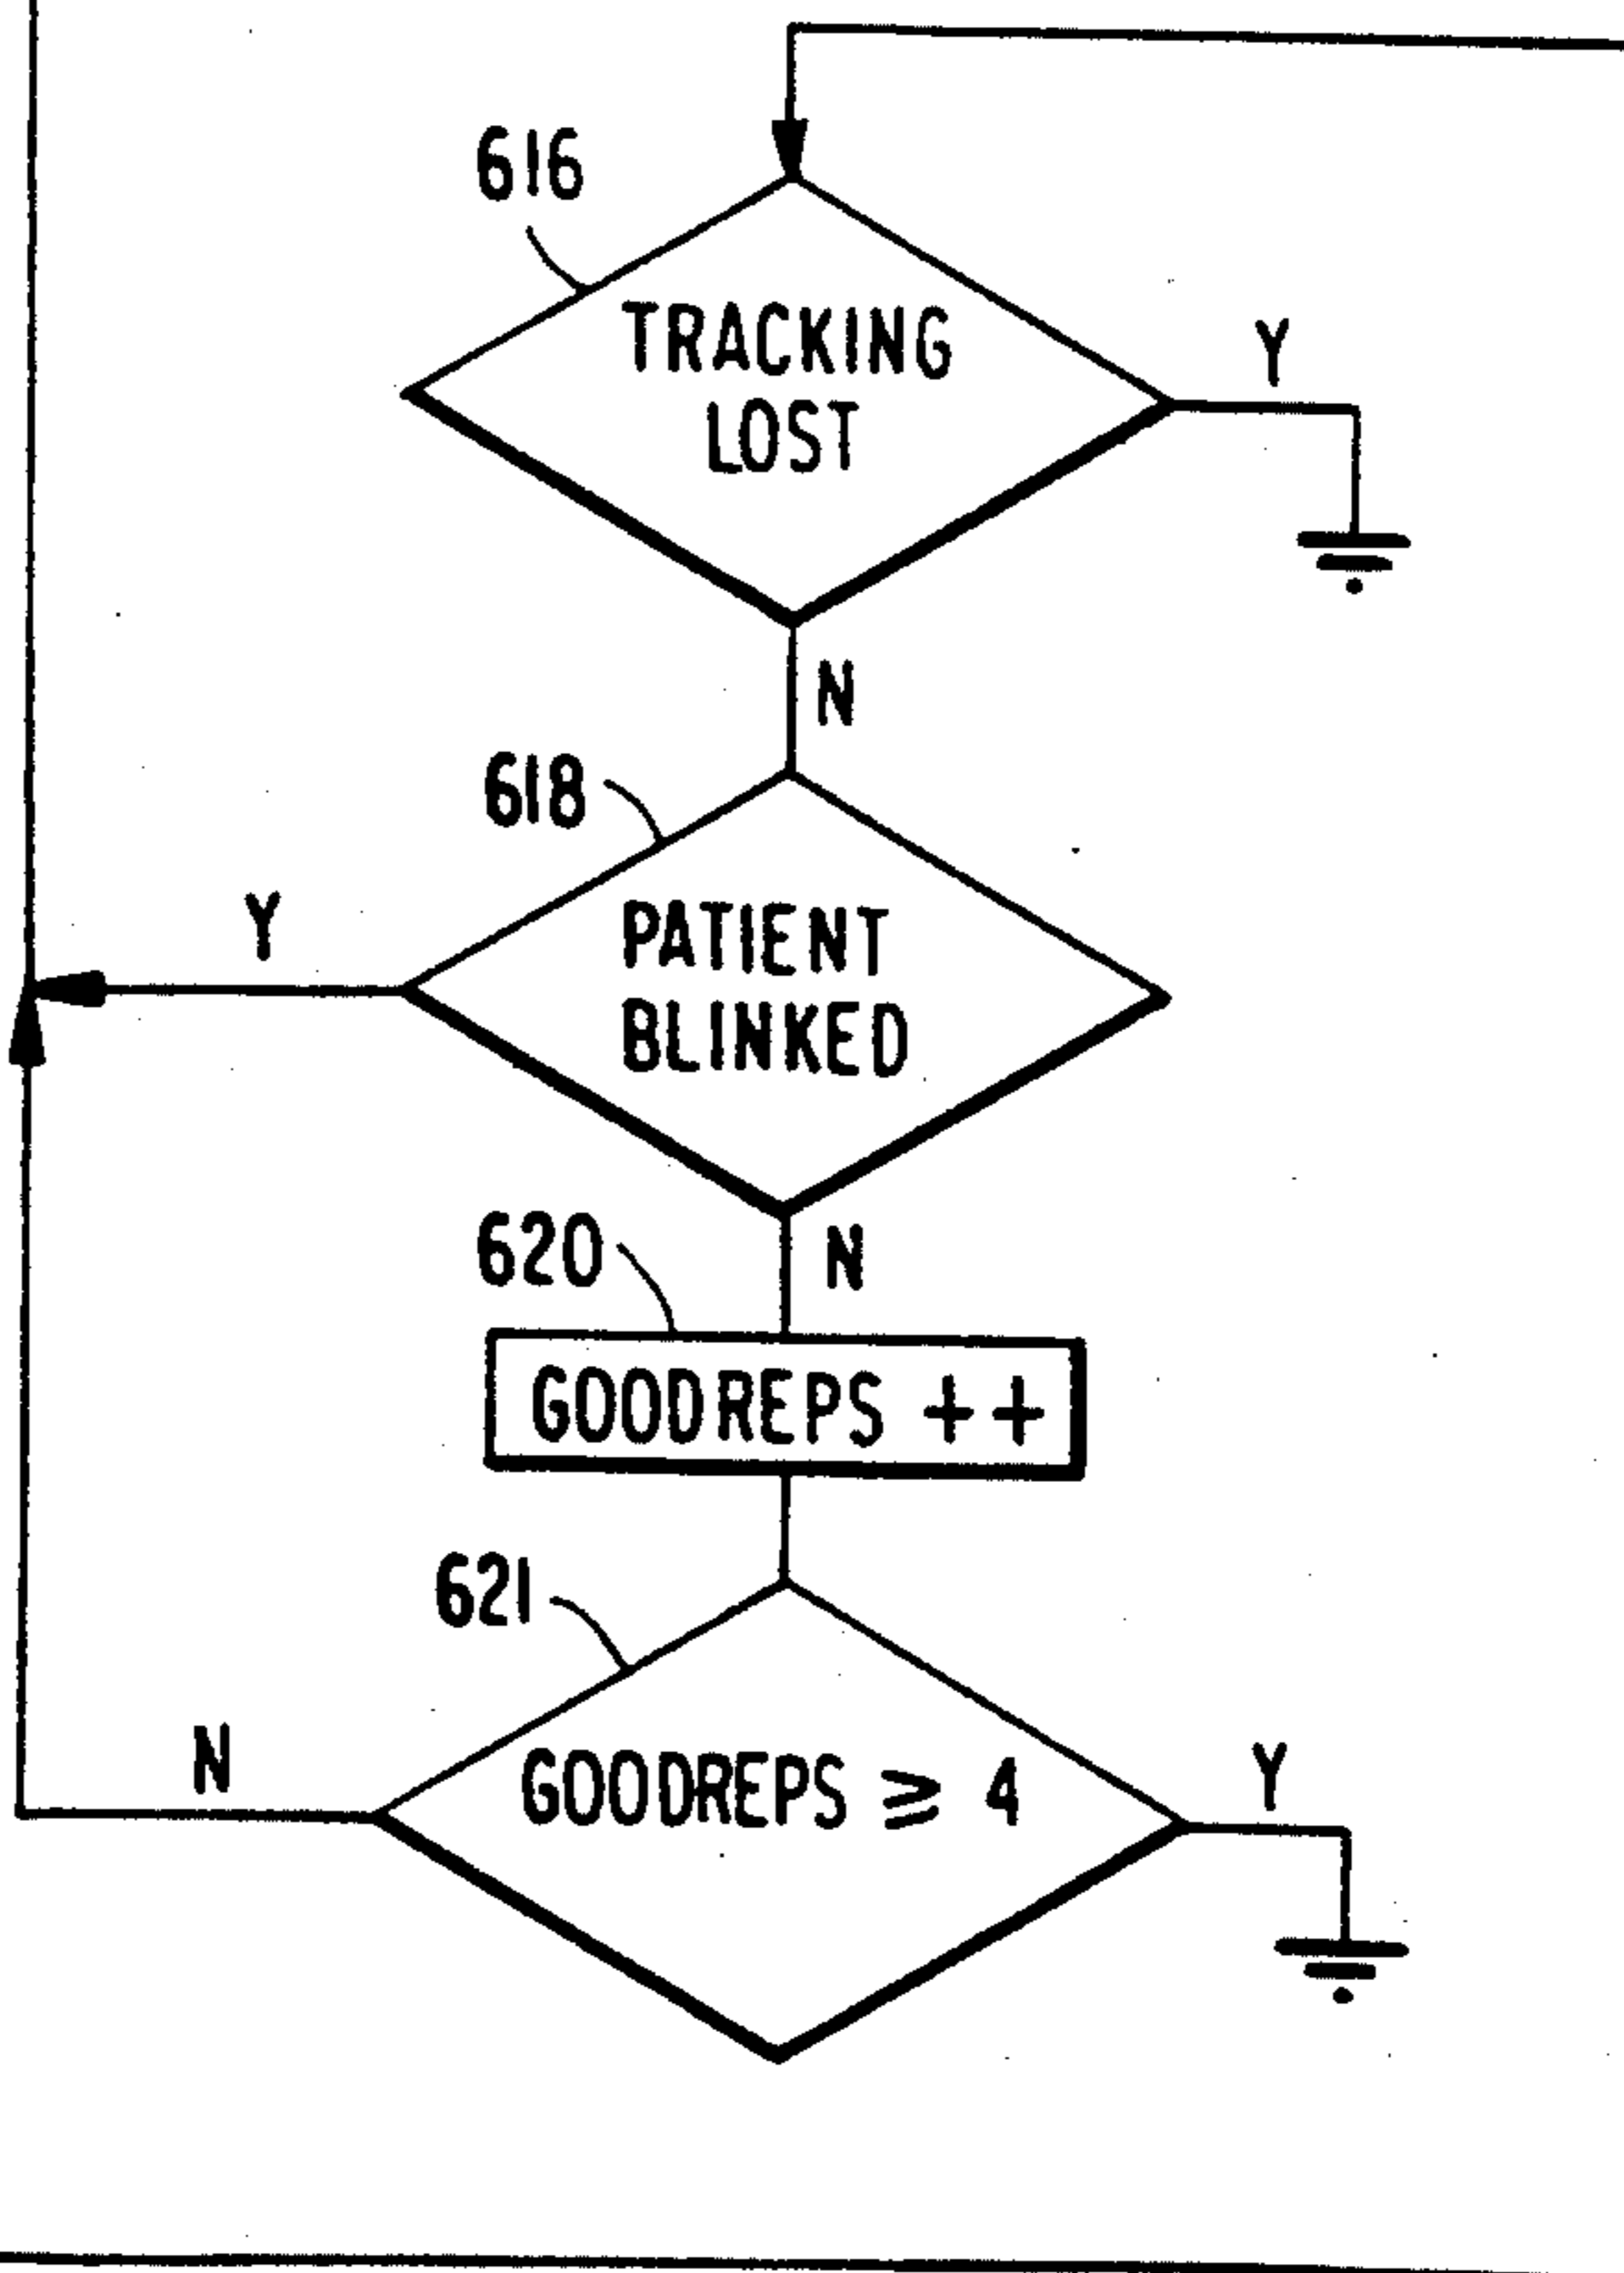 616
TRACKING
LOST
Y
N
618
Y
PATIENT
BLINKED
620
N
GOODREPS ++
621
N
GOODREPS ≥ 4
Y